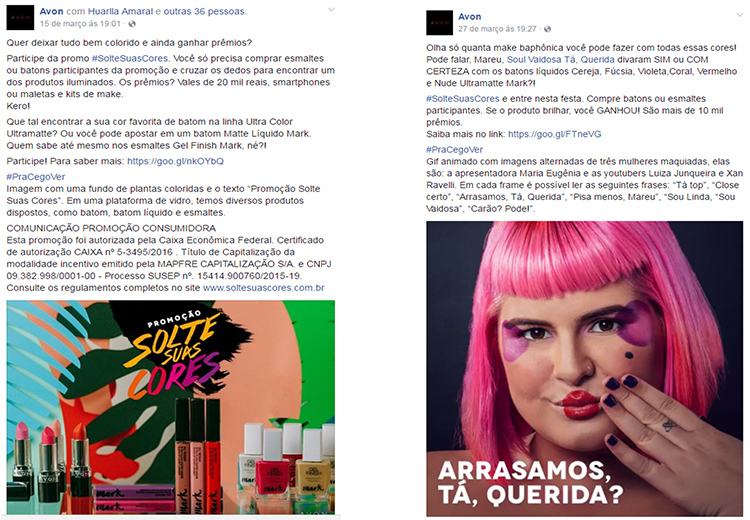 Avon com Huarlla Amaral e outras 36 pessoas.
15 de março às 19:01 ·
Quer deixar tudo bem colorido e ainda ganhar prêmios?
Participe da promo #SolteSuasCores. Você só precisa comprar esmaltes
ou batons participantes da promoção e cruzar os dedos para encontrar um
dos produtos iluminados. Os prêmios? Vales de 20 mil reais, smartphones
ou maletas e kits de make.
Kero!
Que tal encontrar a sua cor favorita de batom na linha Ultra Color
Ultramatte? Ou você pode apostar em um batom Matte Líquido Mark.
Quem sabe até mesmo nos esmaltes Gel Finish Mark, né?!
Participe! Para saber mais: https://goo.gl/nkOYbQ
#PraCegoVer
Imagem com uma fundo de plantas coloridas e o texto "Promoção Solte
Suas Cores". Em uma plataforma de vidro, temos diversos produtos
dispostos, como batom, batom líquido e esmaltes.
COMUNICAÇÃO PROMOÇÃO CONSUMIDORA
Esta promoção foi autorizada pela Caixa Econômica Federal. Certificado
de autorização CAIXA nº 5-3495/2016 . Título de Capitalização da
modalidade incentivo emitido pela MAPFRE CAPITALIZAÇÃO S/A. e CNPJ
09.382.998/0001-00 - Processo SUSEP nº. 15414.900760/2015-19.
Consulte os regulamentos completos no site www.soltesuascores.com.br
PROMOÇÃO
SOLTE
SUAS
CORES
AVON
mark.
mark.
GEL FINISH
GEL FINISH
GEL FINISH
mark.
mark.
mark.
AVON
Avon
27 de março às 19:27 ·
Olha só quanta make baphônica você pode fazer com todas essas cores!
Pode falar, Mareu, Soul Vaidosa Tá, Querida divaram SIM ou COM
CERTEZA com os batons líquidos Cereja, Fúcsia, Violeta,Coral, Vermelho
e Nude Ultramatte Mark?!
#SolteSuasCores e entre nesta festa. Compre batons ou esmaltes
participantes. Se o produto brilhar, você GANHOU! São mais de 10 mil
prêmios.
Saiba mais no link: https://goo.gl/FTneVG
#PraCegoVer
Gif animado com imagens alternadas de três mulheres maquiadas, elas
são: a apresentadora Maria Eugênia e as youtubers Luiza Junqueira e Xan
Ravelli. Em cada frame é possível ler as seguintes frases: "Tá top", "Close
certo", "Arrasamos, Tá, Querida", "Pisa menos, Mareu", "Sou Linda, "Sou
Vaidosa", "Carão? Pode!".
ARRASAMOS,
TÁ, QUERIDA?